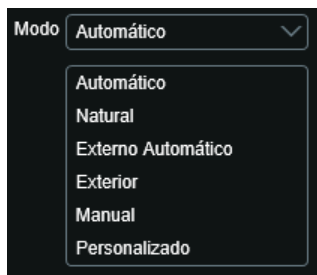 Modo Automático
Automático
Natural
Externo Automático
Exterior
Manual
Personalizado